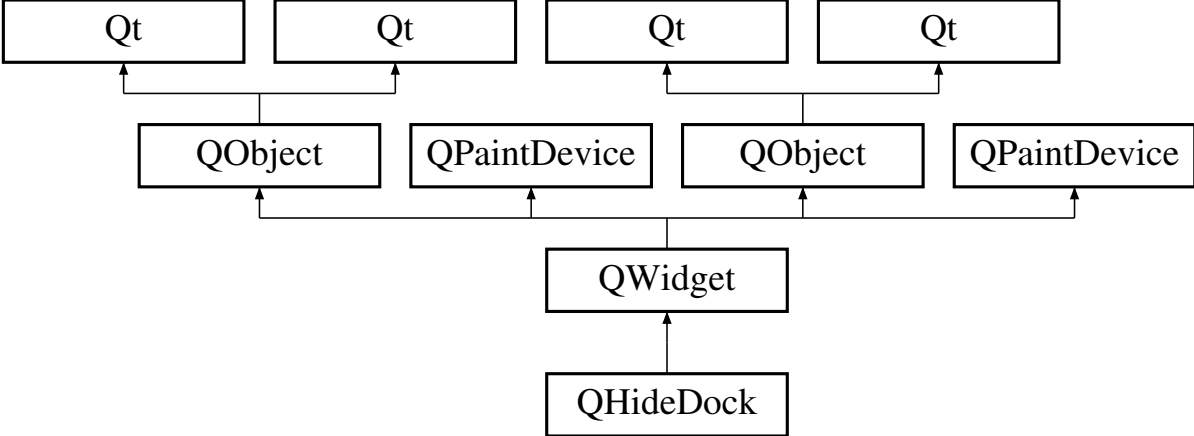 Qt Qt Qt Qt
QObject QPaintDevice QObject QPaintDevice
QWidget
QHideDock